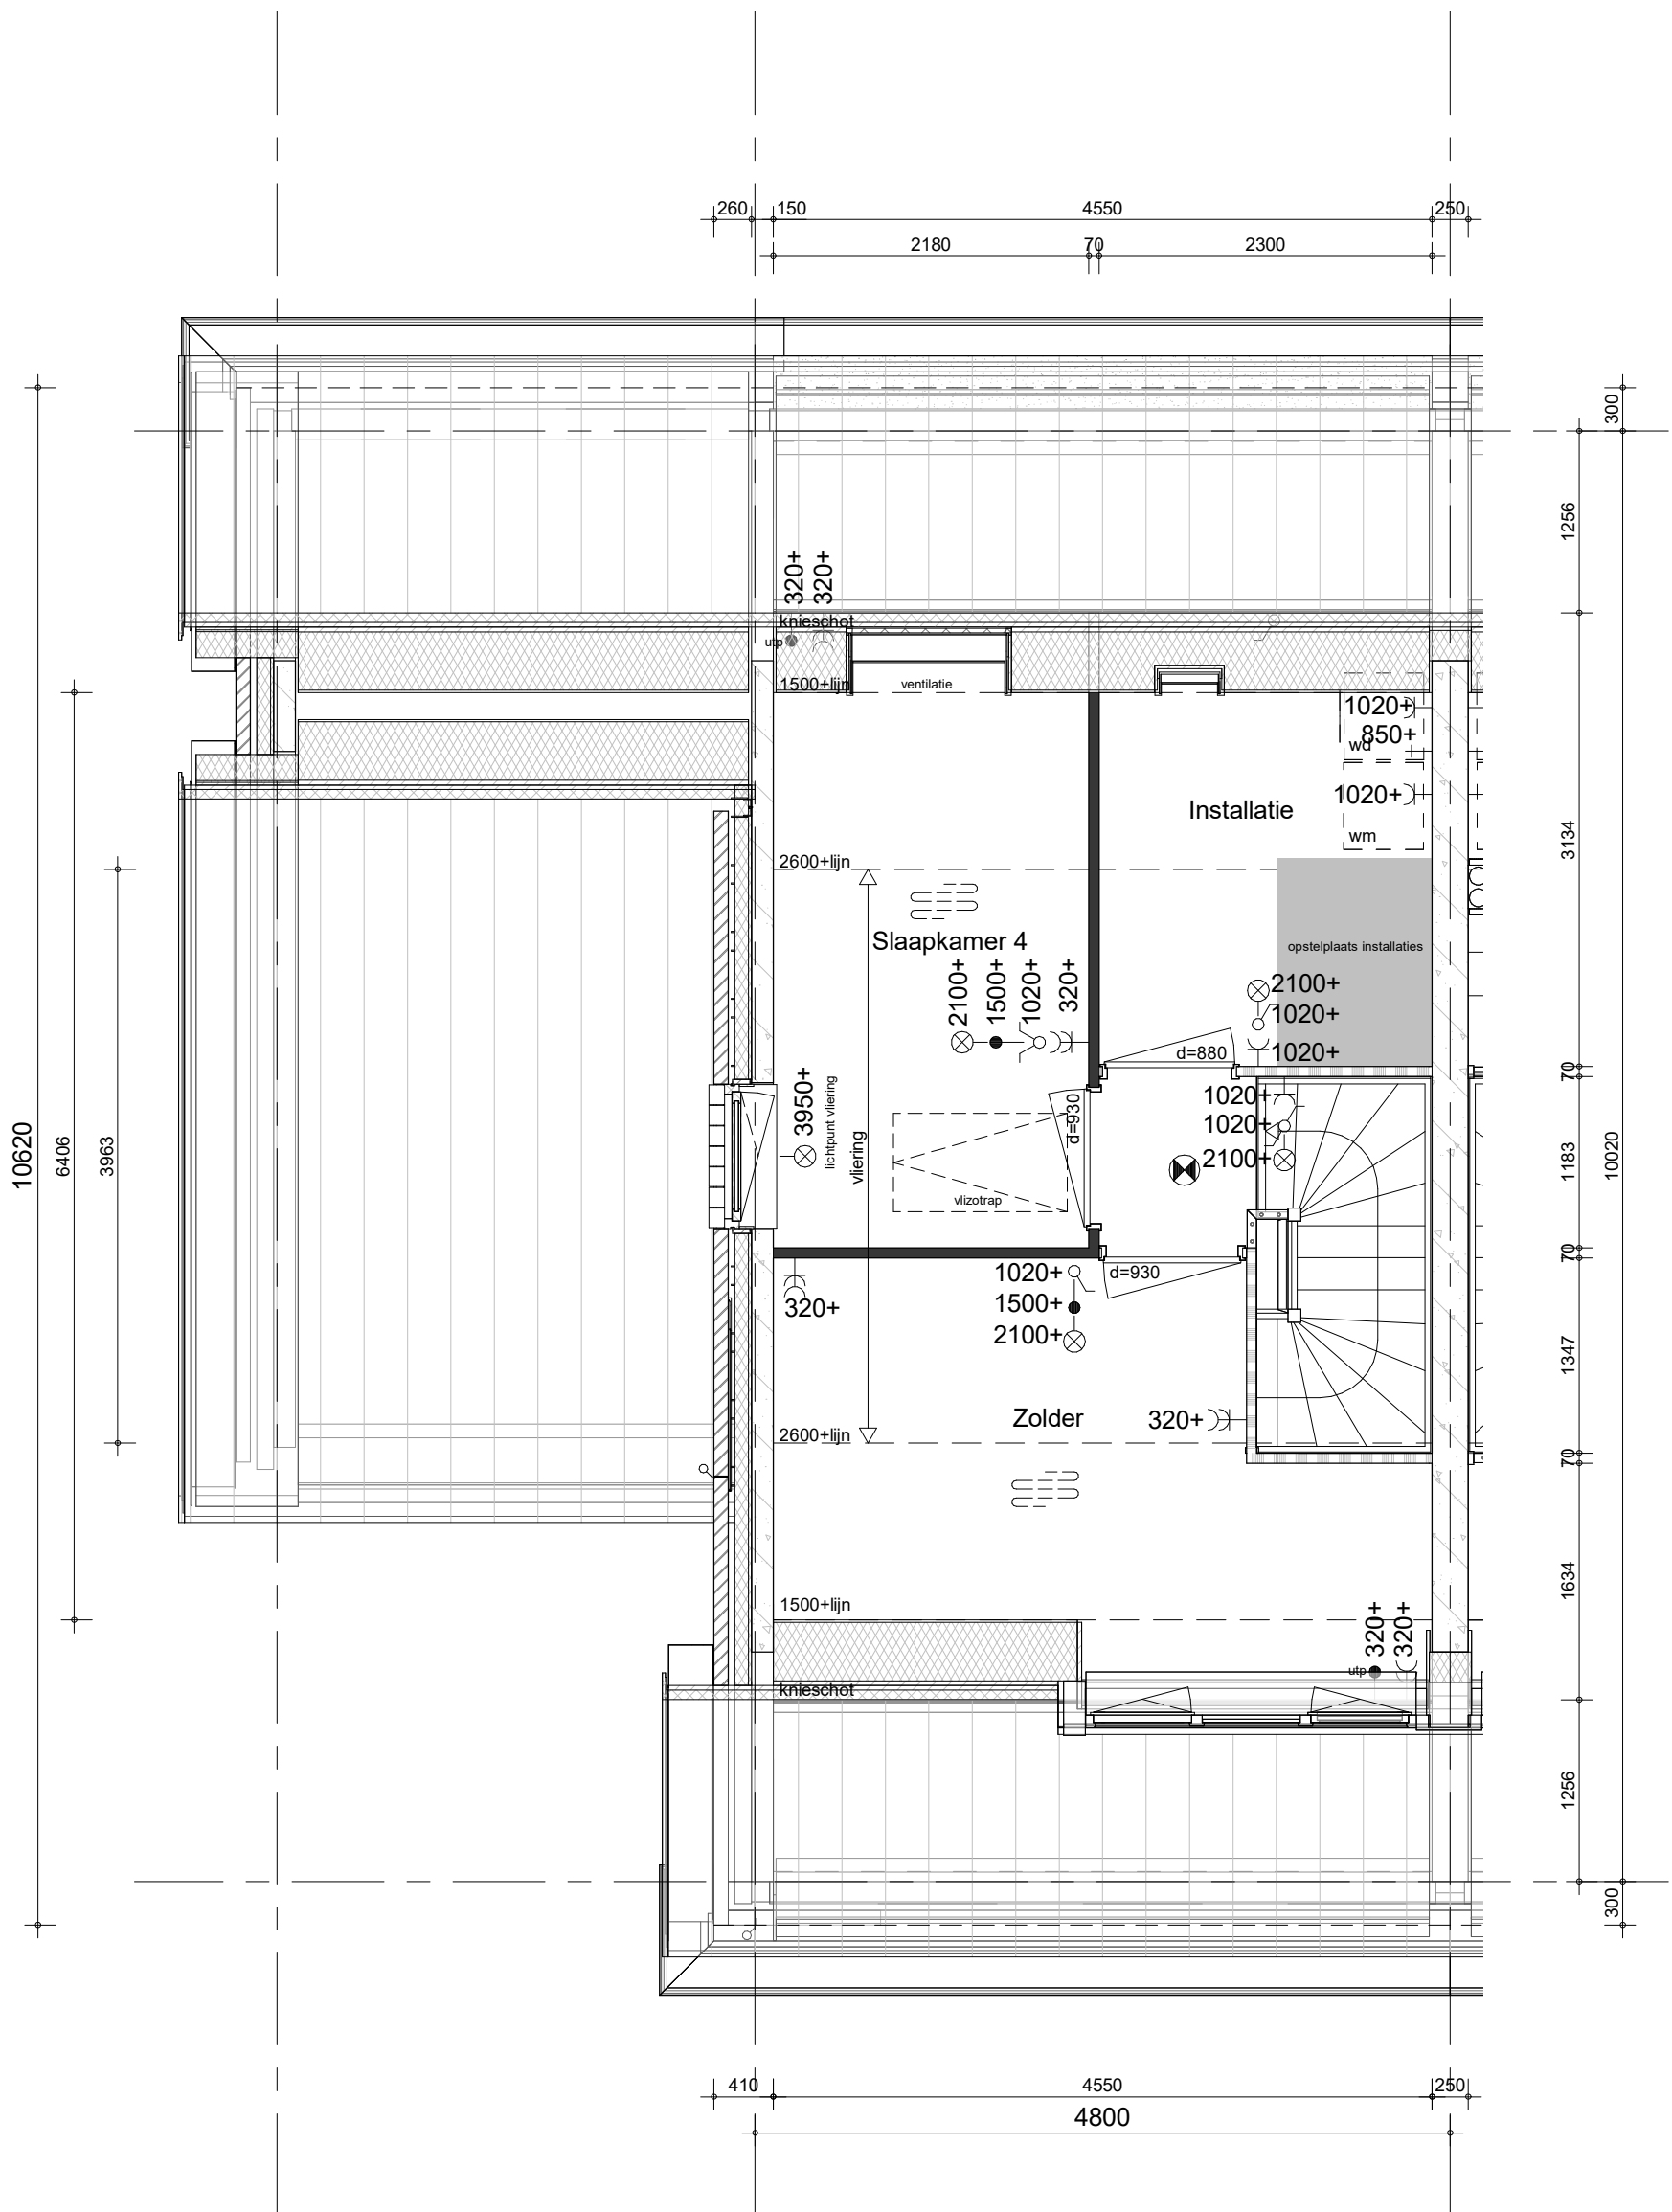 260 150 4550 250
2180 70 2300
300
1256
320+ 320+
knieschot
utp
1500+lijn
ventilatie
1020+
850+
wd
1020+
Installatie
wm
3134
2600+lijn
Slaapkamer 4
opstelplaats installaties
2100+ 1500+ 1020+ 320+
2100+
1020+
1020+
d=880
70
3950+
lichtpunt vliering
vliering
d=930
1020+
1020+
2100+
vlizotrap
10620
6406
3963
1183
10020
70
d=930
320+
1020+
1500+
2100+
1347
Zolder
320+
2600+lijn
70
1634
1500+lijn
320+ 320+
utp
knieschot
1256
300
410 4550 250
4800